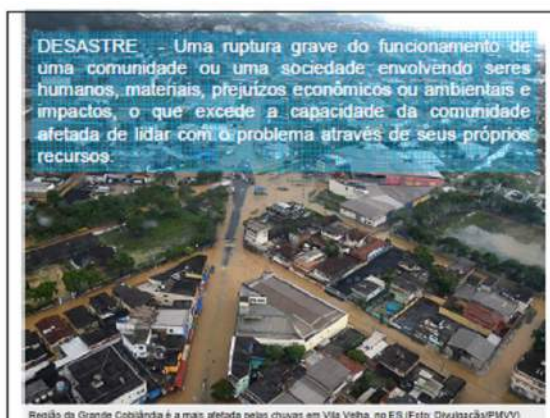 DESASTRE - Uma ruptura grave do funcionamento de
uma comunidade ou uma sociedade envolvendo seres
humanos, materiais, prejuízos econômicos ou ambientais e
impactos, o que excede a capacidade da comunidade
afetada de lidar com o problema através de seus próprios
recursos.
Região da Grande Cobilândia é a mais afetada pelas chuvas em Vila Velha, no ES (Foto: Divulgação/PMVV)